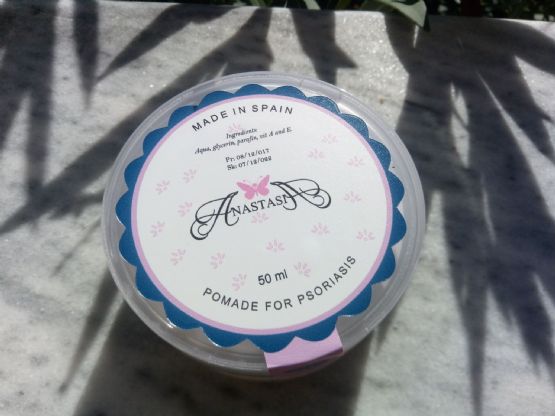 MADE IN SPAIN
Ingredients:
Aqua, glycerin, parafin, vit A and E.
Pr: 08/12/017
Sk: 07/12/022
ANASTASIA
50 ml
POMADE FOR PSORIASIS